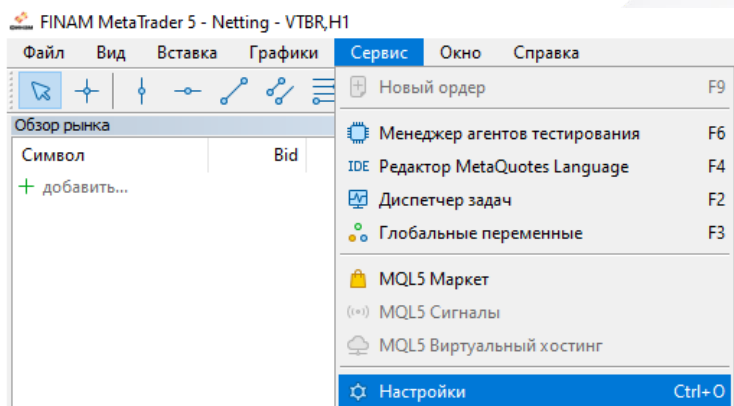 FINAM MetaTrader 5 - Netting - VTBR,H1
Файл Вид Вставка Графики Сервис Окно Справка
Новый ордер F9
Обзор рынка
Символ Bid
+ добавить...
Менеджер агентов тестирования F6
IDE Редактор MetaQuotes Language F4
Диспетчер задач F2
Глобальные переменные F3
MQL5 Маркет
MQL5 Сигналы
MQL5 Виртуальный хостинг
Настройки Ctrl+O